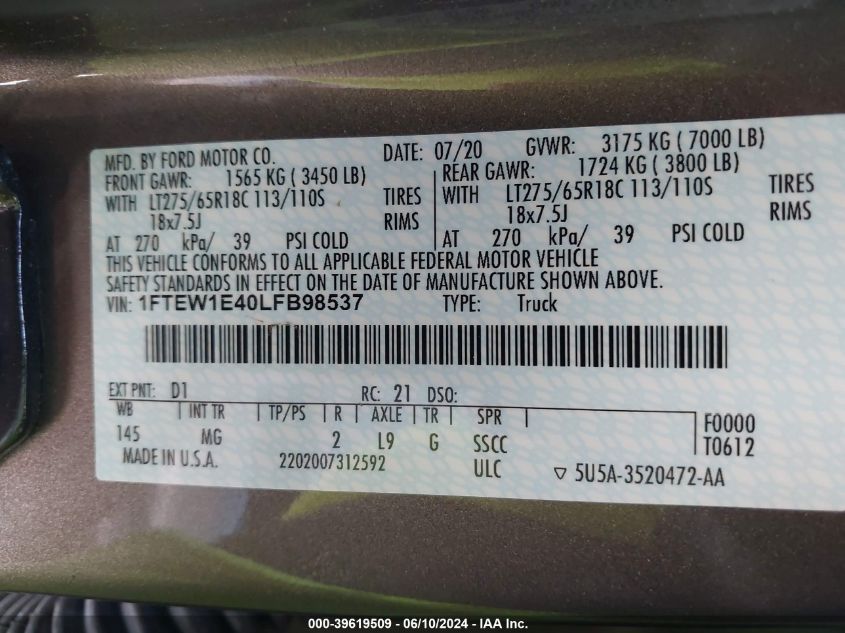 MFD. BY FORD MOTOR CO. DATE: 07/20 GVWR: 3175 KG ( 7000 LB)
FRONT GAWR: 1565 KG ( 3450 LB) REAR GAWR: 1724 KG ( 3800 LB)
WITH LT275/65R18C 113/110S TIRES WITH LT275/65R18C 113/110S TIRES
18x7.5J RIMS 18x7.5J RIMS
AT 270 kPa/ 39 PSI COLD AT 270 kPa/ 39 PSI COLD
THIS VEHICLE CONFORMS TO ALL APPLICABLE FEDERAL MOTOR VEHICLE
SAFETY STANDARDS IN EFFECT ON THE DATE OF MANUFACTURE SHOWN ABOVE.
VIN: 1FTEW1E40LFB98537 TYPE: Truck
EXT PNT: D1 RC: 21 DSO:
WB INT TR TP/PS R AXLE TR SPR F0000
145 MG 2 L9 G SSCC T0612
MADE IN U.S.A. 2202007312592 ULC ▽ 5U5A-3520472-AA
000-39619509 - 06/10/2024 - IAA Inc.